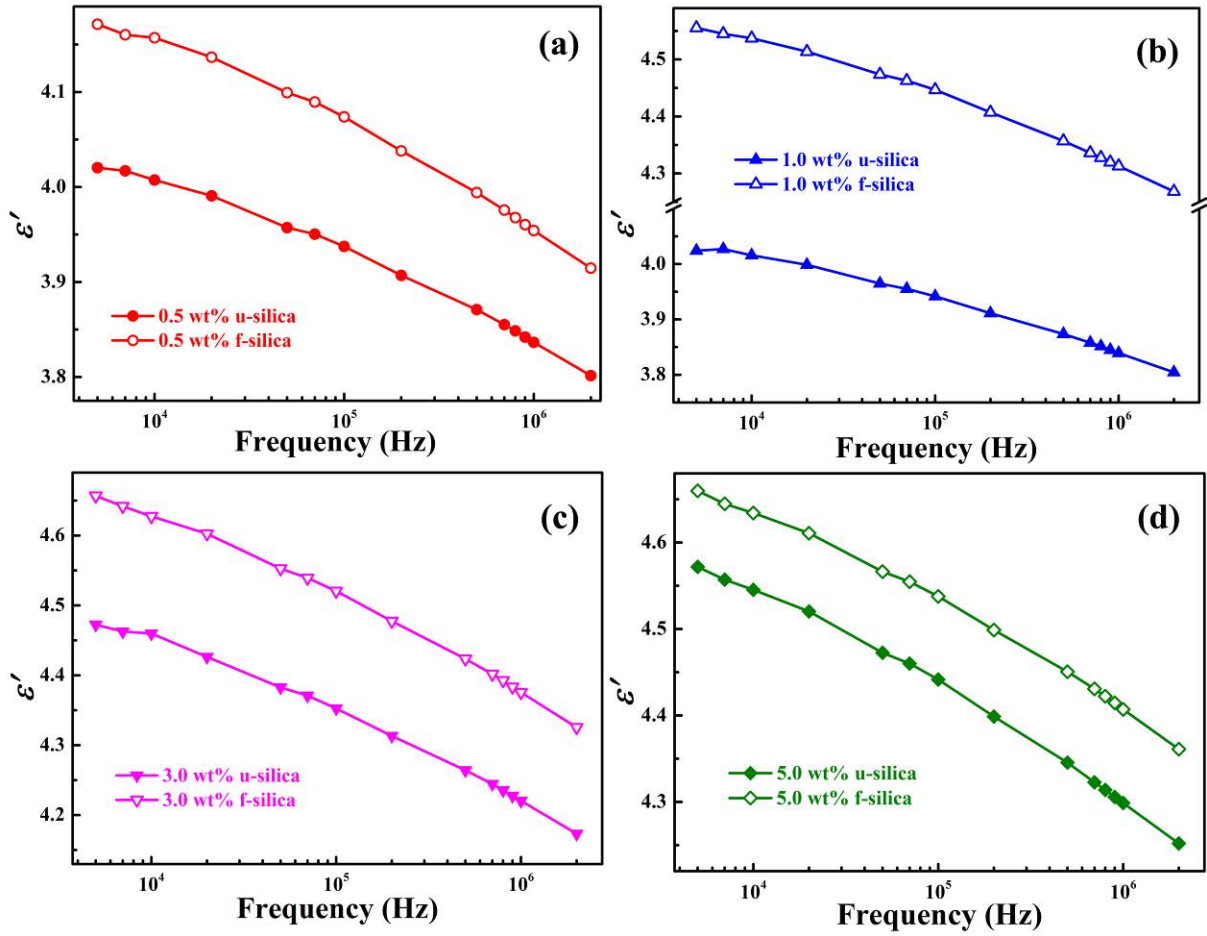 (a)
4.1
4.0
3.9
3.8
ε′
0.5 wt% u-silica
0.5 wt% f-silica
10⁴ 10⁵ 10⁶
Frequency (Hz)
(b)
4.5
4.4
4.3
4.0
3.9
3.8
ε′
1.0 wt% u-silica
1.0 wt% f-silica
10⁴ 10⁵ 10⁶
Frequency (Hz)
(c)
4.6
4.5
4.4
4.3
4.2
ε′
3.0 wt% u-silica
3.0 wt% f-silica
10⁴ 10⁵ 10⁶
Frequency (Hz)
(d)
4.6
4.5
4.4
4.3
ε′
5.0 wt% u-silica
5.0 wt% f-silica
10⁴ 10⁵ 10⁶
Frequency (Hz)